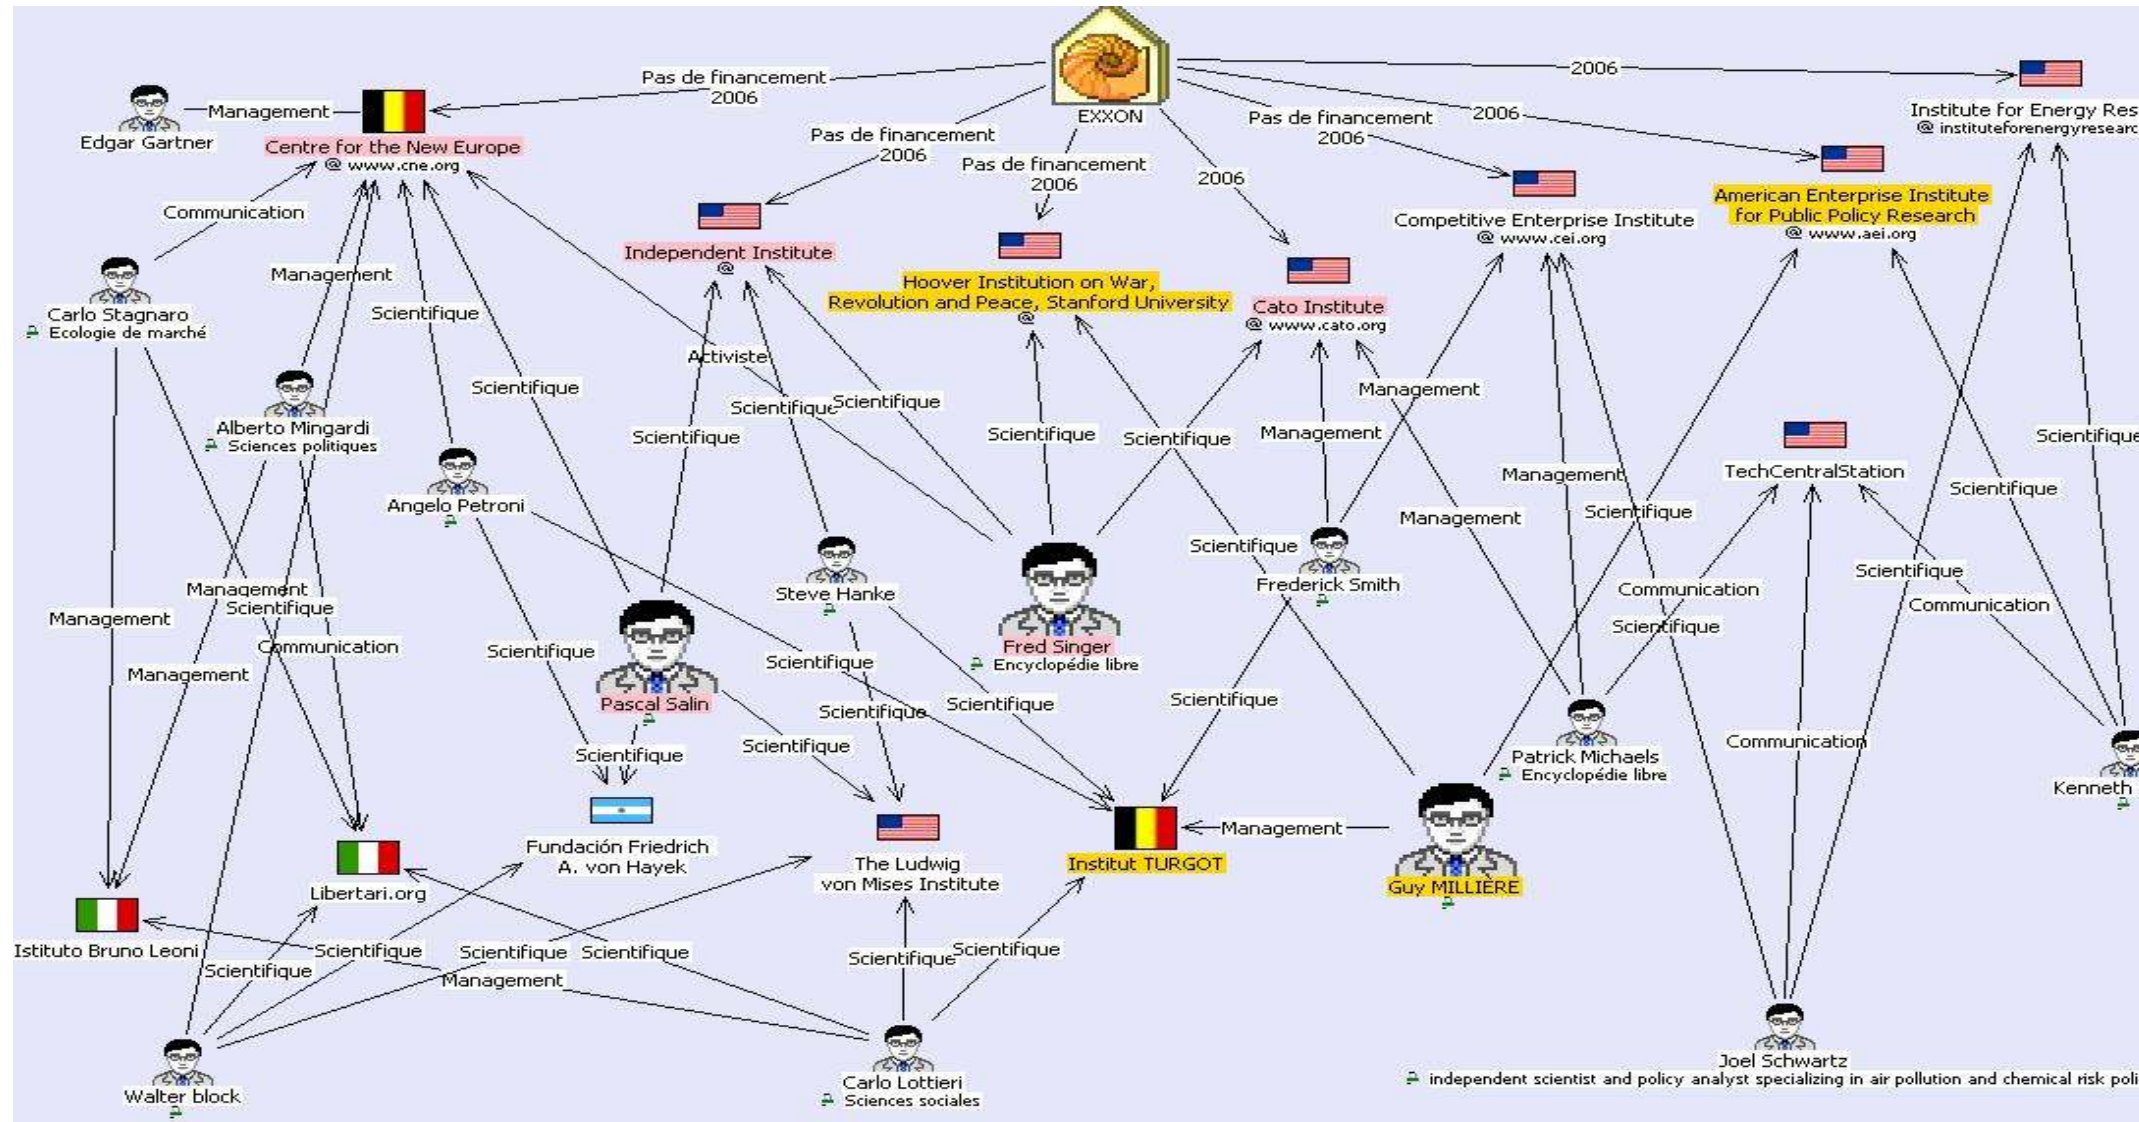 EXXON
Pas de financement
2006
2006
Institute for Energy Res
@ instituteforenergyresearc
Management
Edgar Gartner
Centre for the New Europe
@ www.cne.org
Pas de financement
2006
Pas de financement
2006
2006
Pas de financement
2006
2006
American Enterprise Institute
for Public Policy Research
@ www.aei.org
Communication
Independent Institute
@
Competitive Enterprise Institute
@ www.cei.org
Management
Hoover Institution on War,
Revolution and Peace, Stanford University
@
Cato Institute
@ www.cato.org
Carlo Stagnaro
Ecologie de marché
Scientifique
Activiste
Scientifique
Management
Scientifique
Scientifique
Alberto Mingardi
Sciences politiques
Scientifique
Scientifique
Scientifique
Management
Scientifique
TechCentralStation
Angelo Petroni
Management
Scientifique
Scientifique
Management
Scientifique
Steve Hanke
Frederick Smith
Scientifique
Management
Scientifique
Communication
Communication
Management
Scientifique
Communication
Scientifique
Scientifique
Fred Singer
Encyclopédie libre
Management
Pascal Salin
Scientifique
Scientifique
Scientifique
Scientifique
Scientifique
Communication
Patrick Michaels
Encyclopédie libre
Kenneth
Fundación Friedrich
A. von Hayek
The Ludwig
von Mises Institute
Management
Institut TURGOT
Guy MILLIÈRE
Libertari.org
Istituto Bruno Leoni
Scientifique
Scientifique
Scientifique
Scientifique
Scientifique
Scientifique
Management
Walter block
Carlo Lottieri
Sciences sociales
Joel Schwartz
independent scientist and policy analyst specializing in air pollution and chemical risk poli